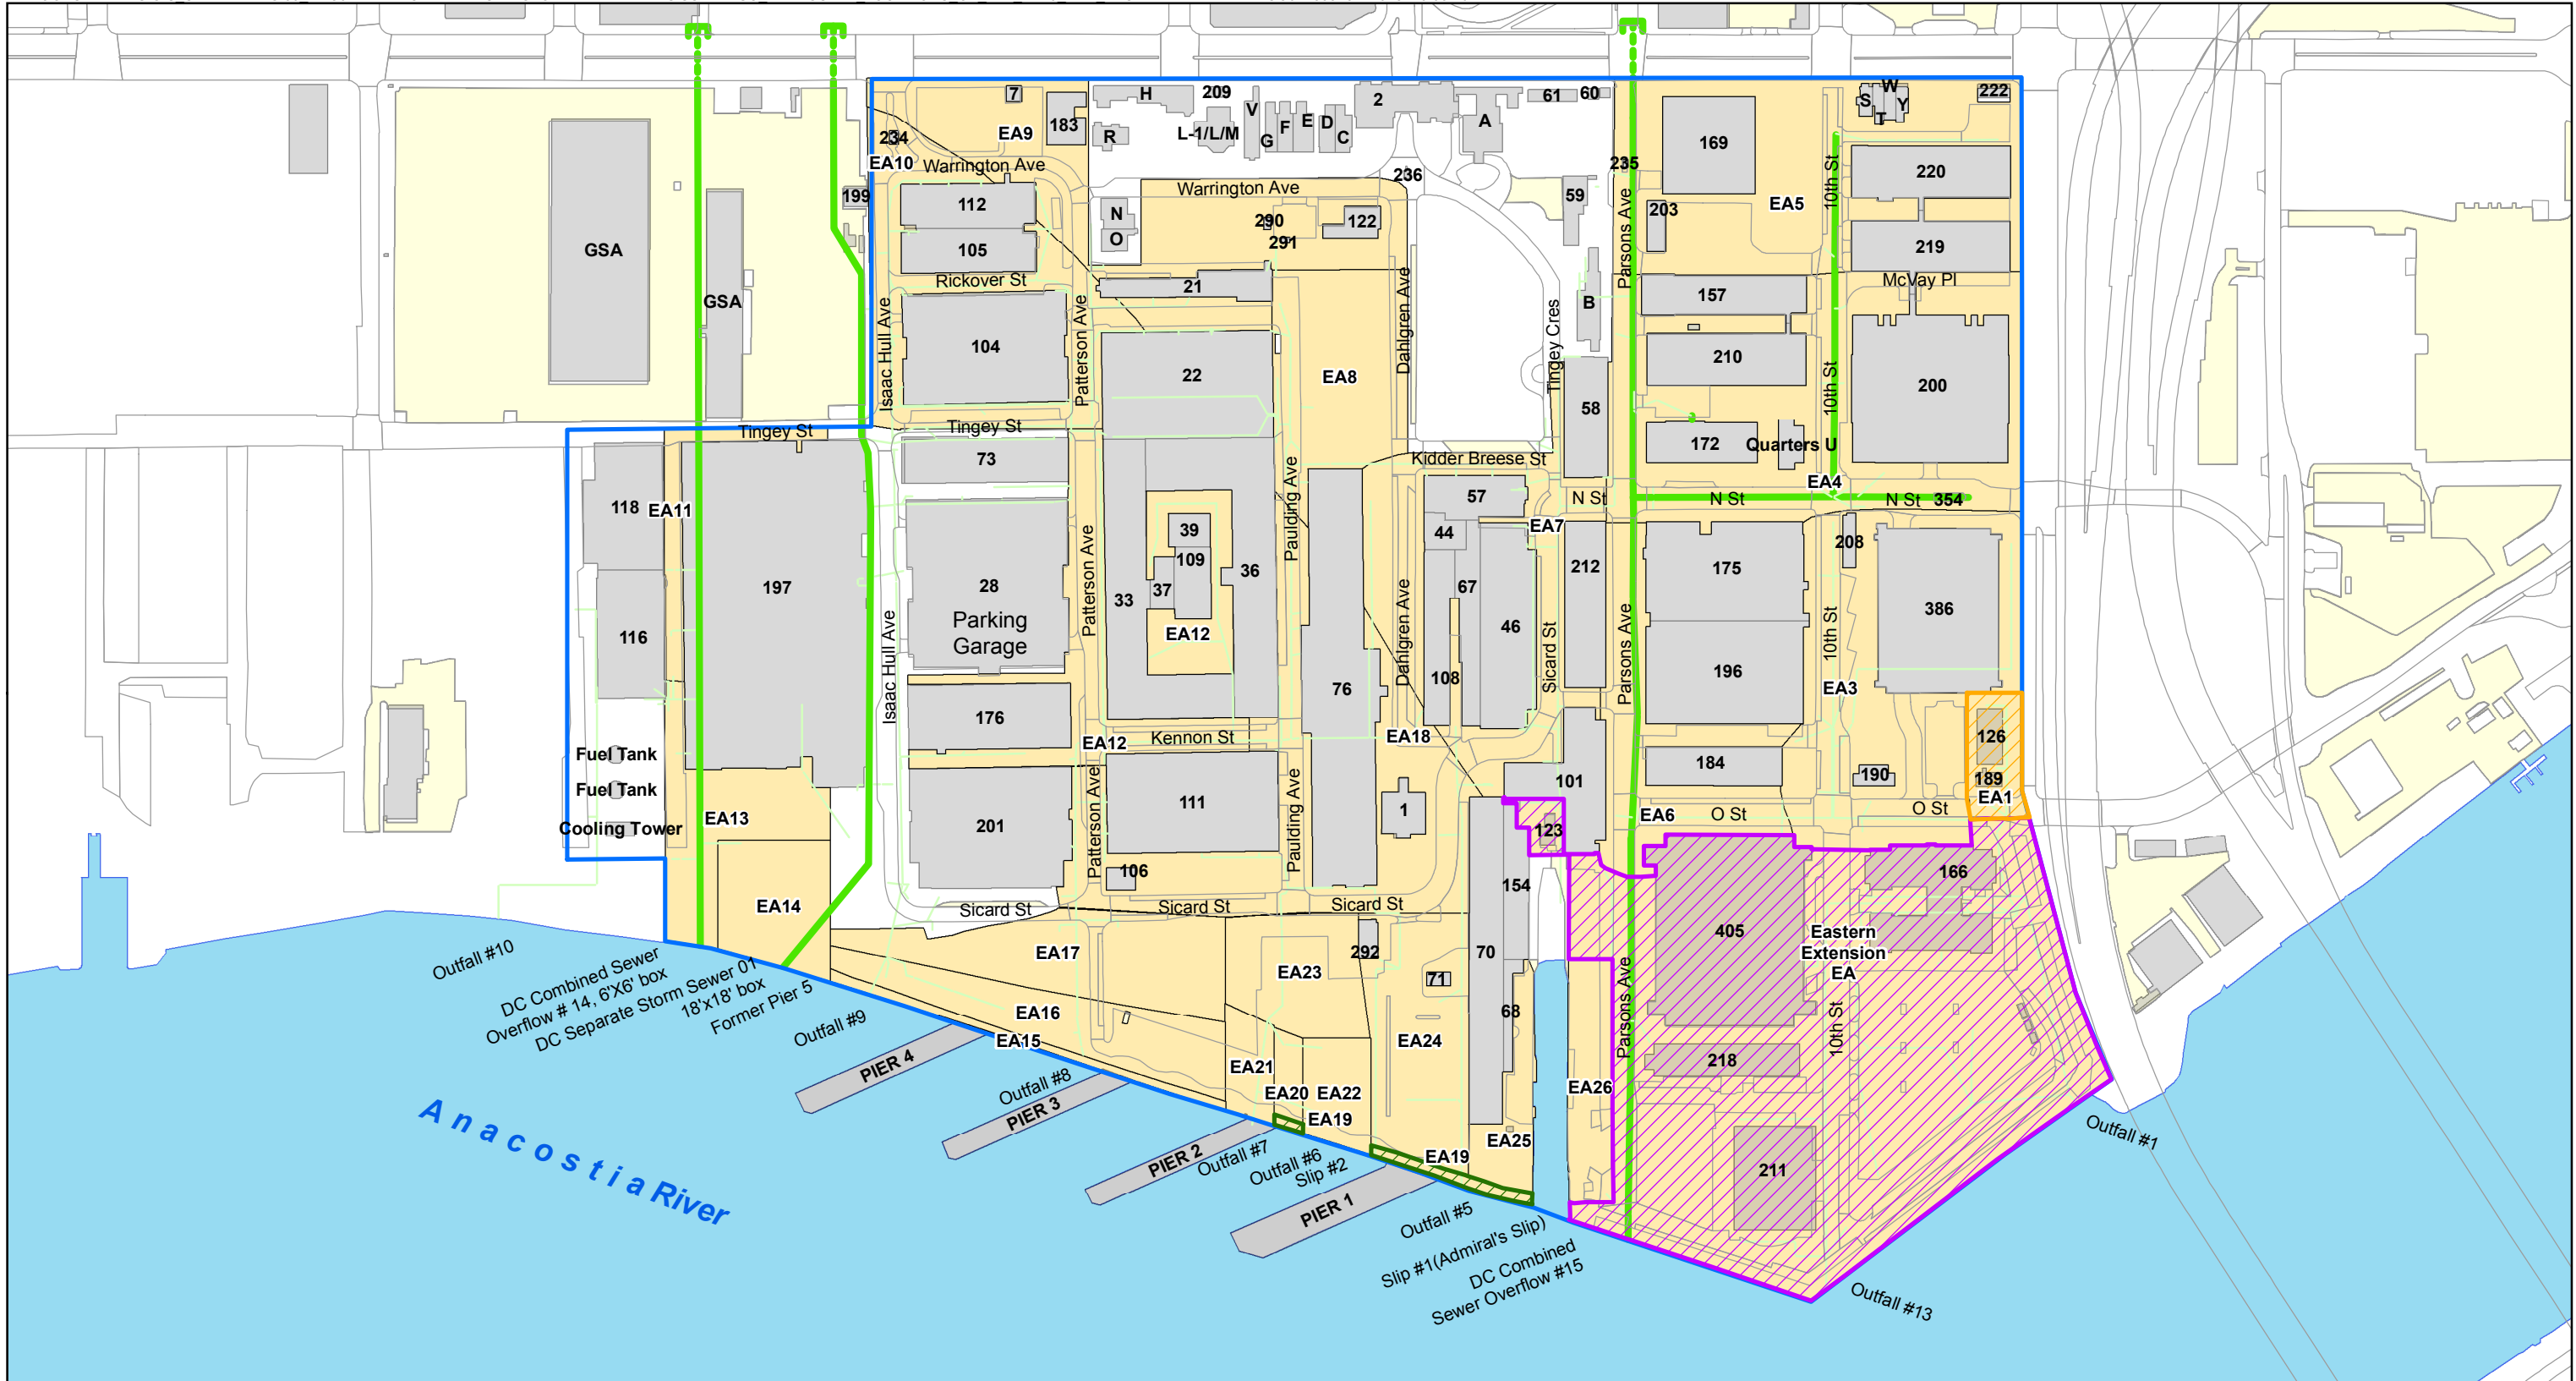 7
H
209
V
2
61
60
W
S
Y
T
222
234
EA9
183
R
L-1/L/M
G
F
E
D
C
A
169
EA10
Warrington Ave
236
235
220
199
112
N
O
Warrington Ave
290
291
122
59
203
EA5
10th St
219
GSA
105
Rickover St
21
Parsons Ave
McVay Pl
GSA
Isaac Hull Ave
104
Patterson Ave
22
EA8
Dahlgren Ave
Tingey Cres
B
157
210
200
10th St
Tingey St
Tingey St
73
58
172
Quarters U
Kidder Breese St
118
EA11
57
N St
N St
EA4
N St
354
39
Paulding Ave
44
EA7
208
197
28
Parking
Garage
Patterson Ave
33
37
109
36
67
212
175
386
116
EA12
Dahlgren Ave
46
Sicard St
Parsons Ave
10th St
Isaac Hull Ave
76
108
196
EA3
176
EA12
Kennon St
EA18
126
Fuel Tank
Fuel Tank
Cooling Tower
EA13
201
Patterson Ave
111
Paulding Ave
1
101
184
190
189
EA1
EA6
O St
O St
123
106
154
166
EA14
Sicard St
Sicard St
Sicard St
405
Eastern
Extension
EA
EA17
EA23
292
71
70
68
Parsons Ave
10th St
EA16
EA15
EA24
218
EA21
EA20
EA22
EA19
EA26
EA25
EA19
211
Outfall #10
DC Combined Sewer
Overflow # 14, 6'X6' box
DC Separate Storm Sewer 01
18'x18' box
Former Pier 5
Outfall #9
PIER 4
Outfall #8
PIER 3
PIER 2
Outfall #7
Outfall #6
Slip #2
PIER 1
Outfall #5
Slip #1(Admiral's Slip)
DC Combined
Sewer Overflow #15
Outfall #1
Outfall #13
Anacostia River